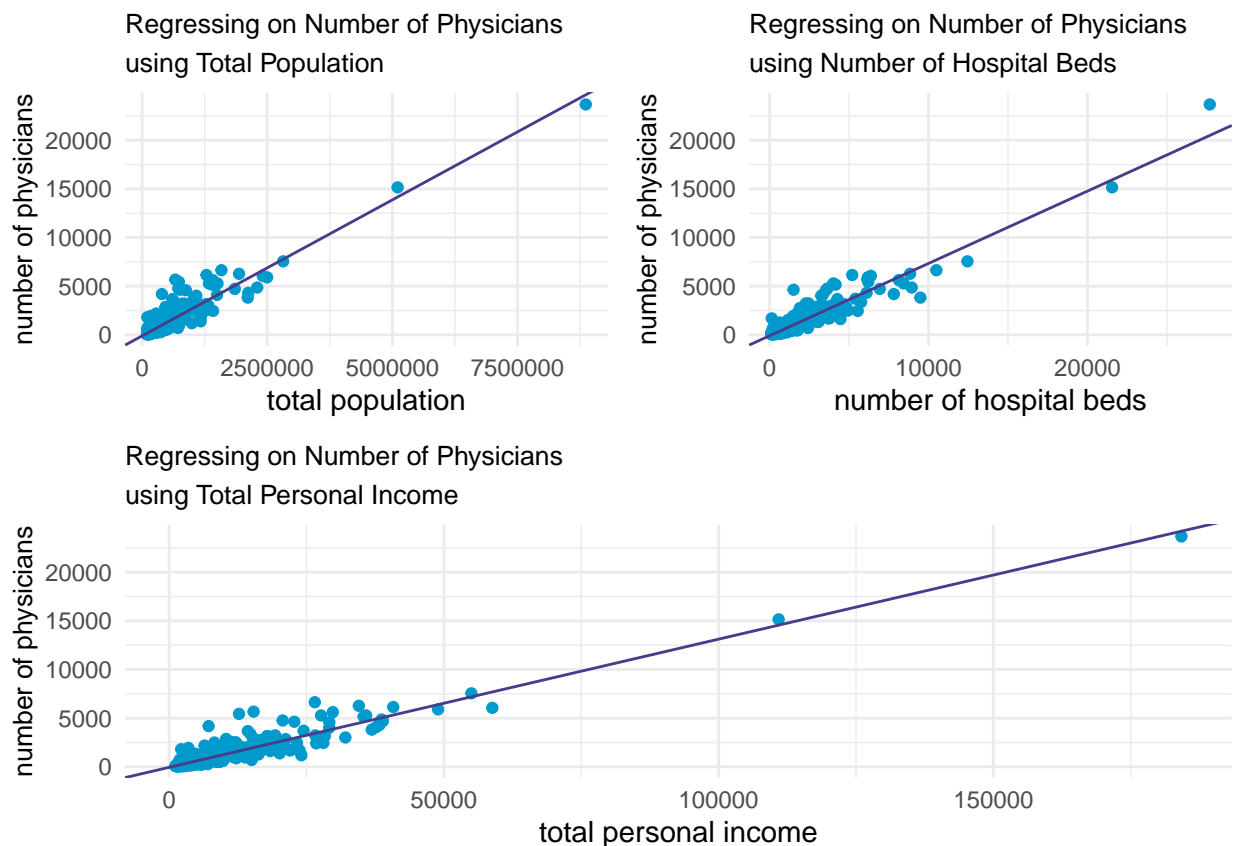 Regressing on Number of Physicians
using Total Population
number of physicians
20000
15000
10000
5000
0
0 2500000 5000000 7500000
total population
Regressing on Number of Physicians
using Number of Hospital Beds
number of physicians
20000
15000
10000
5000
0
0 10000 20000
number of hospital beds
Regressing on Number of Physicians
using Total Personal Income
number of physicians
20000
15000
10000
5000
0
0 50000 100000 150000
total personal income